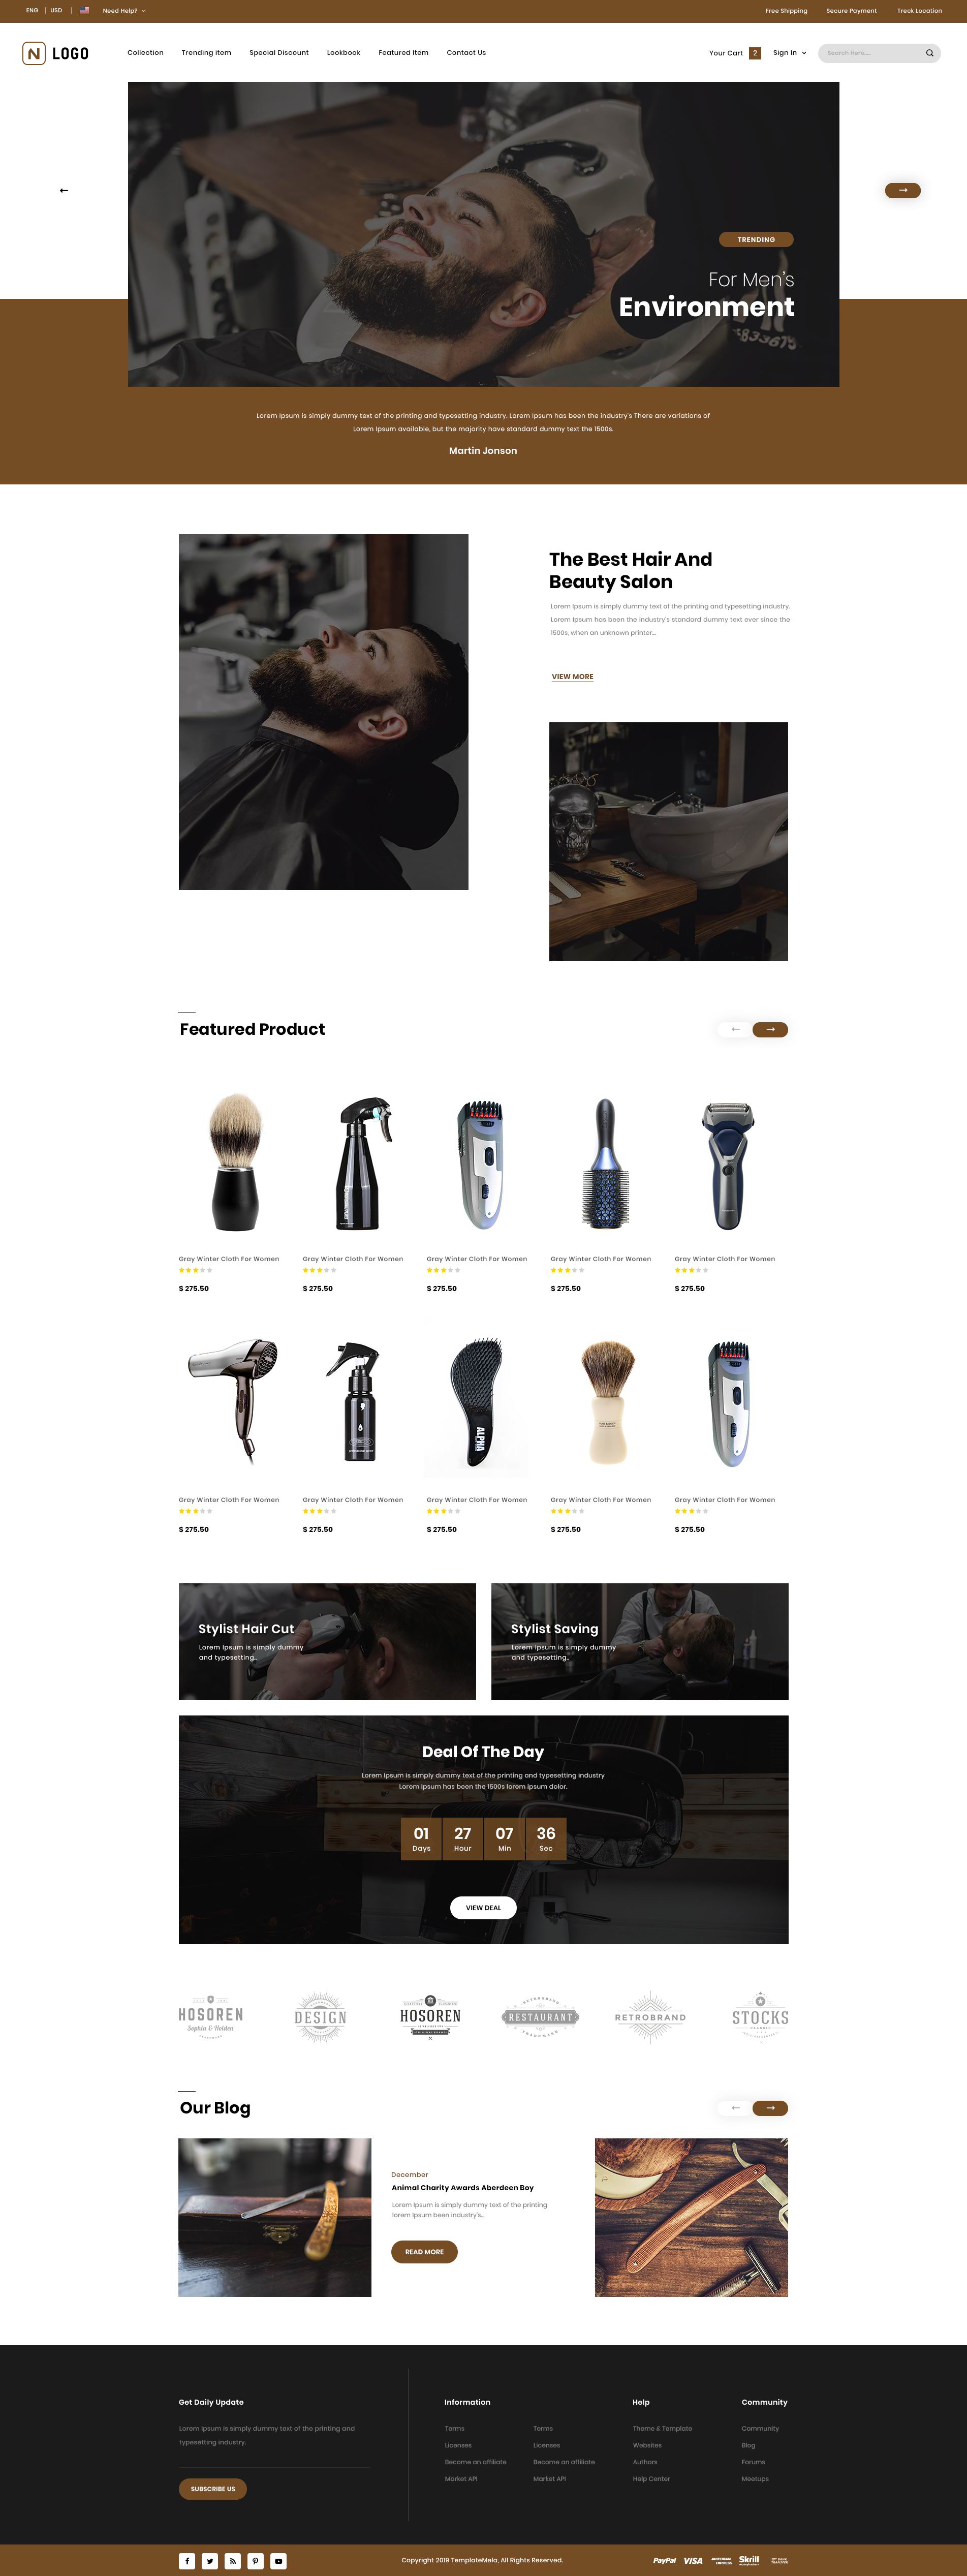 ENG USD Need Help?
Free Shipping Secure Payment Treck Location
N LOGO
Collection Trending item Special Discount Lookbook Featured Item Contact Us
Your Cart 2 Sign In Search Here....
TRENDING
For Men's
Environment
Lorem Ipsum is simply dummy text of the printing and typesetting industry. Lorem Ipsum has been the industry's There are variations of
Lorem Ipsum available, but the majority have standard dummy text the 1500s.
Martin Jonson
The Best Hair And
Beauty Salon
Lorem Ipsum is simply dummy text of the printing and typesetting industry.
Lorem Ipsum has been the industry's standard dummy text ever since the
1500s, when an unknown printer...
VIEW MORE
Featured Product
Gray Winter Cloth For Women Gray Winter Cloth For Women Gray Winter Cloth For Women Gray Winter Cloth For Women Gray Winter Cloth For Women
$ 275.50 $ 275.50 $ 275.50 $ 275.50 $ 275.50
ALPHA
Gray Winter Cloth For Women Gray Winter Cloth For Women Gray Winter Cloth For Women Gray Winter Cloth For Women Gray Winter Cloth For Women
$ 275.50 $ 275.50 $ 275.50 $ 275.50 $ 275.50
Stylist Hair Cut
Lorem Ipsum is simply dummy
and typesetting..
Stylist Saving
Lorem Ipsum is simply dummy
and typesetting..
Deal Of The Day
Lorem Ipsum is simply dummy text of the printing and typesetting industry
Lorem Ipsum has been the 1500s lorem ipsum dolor.
01 27 07 36
Days Hour Min Sec
VIEW DEAL
HOSOREN
Sophia & Holden
DESIGN
HOSOREN
RETROBRAND
RESTAURANT
TRADEMARK
RETROBRAND
STOCKS
Our Blog
December
Animal Charity Awards Aberdeen Boy
Lorem Ipsum is simply dummy text of the printing
lorem Ipsum been industry's...
READ MORE
Get Daily Update
Lorem Ipsum is simply dummy text of the printing and
typesetting industry.
SUBSCRIBE US
Information
Terms Terms
Licenses Licenses
Become an affiliate Become an affiliate
Market API Market API
Help
Theme & Template
Websites
Authors
Help Center
Community
Community
Blog
Forums
Meetups
Copyright 2019 TemplateMela, All Rights Reserved.
PayPal VISA AMERICAN EXPRESS Skrill